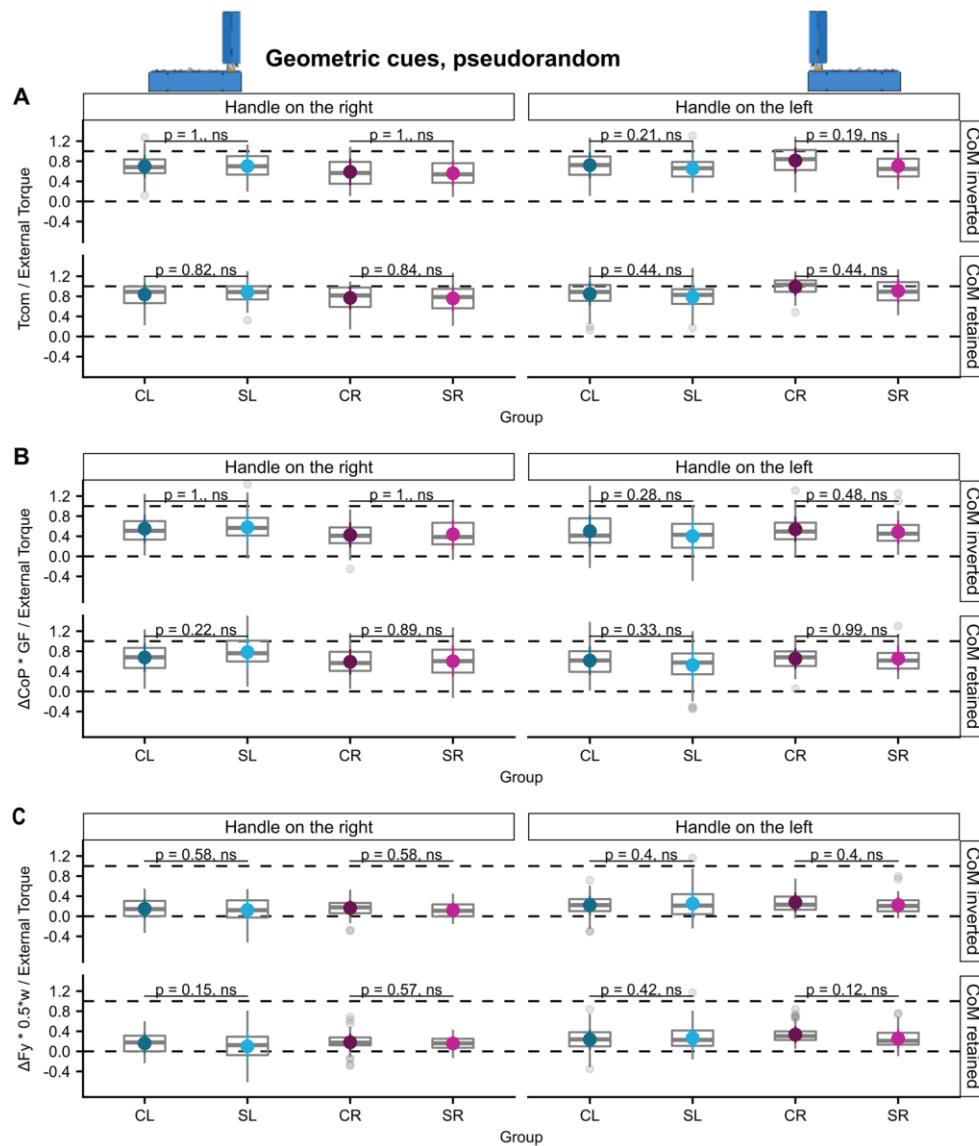 Geometric cues, pseudorandom
A
Handle on the right
Handle on the left
Tcom / External Torque
1.2
0.8
0.4
0.0
-0.4
p = 1., ns
p = 1., ns
p = 0.21, ns
p = 0.19, ns
CoM inverted
1.2
0.8
0.4
0.0
-0.4
p = 0.82, ns
p = 0.84, ns
p = 0.44, ns
p = 0.44, ns
CoM retained
CL SL CR SR CL SL CR SR
Group
B
Handle on the right
Handle on the left
ΔCoP * GF / External Torque
1.2
0.8
0.4
0.0
-0.4
p = 1., ns
p = 1., ns
p = 0.28, ns
p = 0.48, ns
CoM inverted
1.2
0.8
0.4
0.0
-0.4
p = 0.22, ns
p = 0.89, ns
p = 0.33, ns
p = 0.99, ns
CoM retained
CL SL CR SR CL SL CR SR
Group
C
Handle on the right
Handle on the left
ΔFy * 0.5*w / External Torque
1.2
0.8
0.4
0.0
-0.4
p = 0.58, ns
p = 0.58, ns
p = 0.4, ns
p = 0.4, ns
CoM inverted
1.2
0.8
0.4
0.0
-0.4
p = 0.15, ns
p = 0.57, ns
p = 0.42, ns
p = 0.12, ns
CoM retained
CL SL CR SR CL SL CR SR
Group